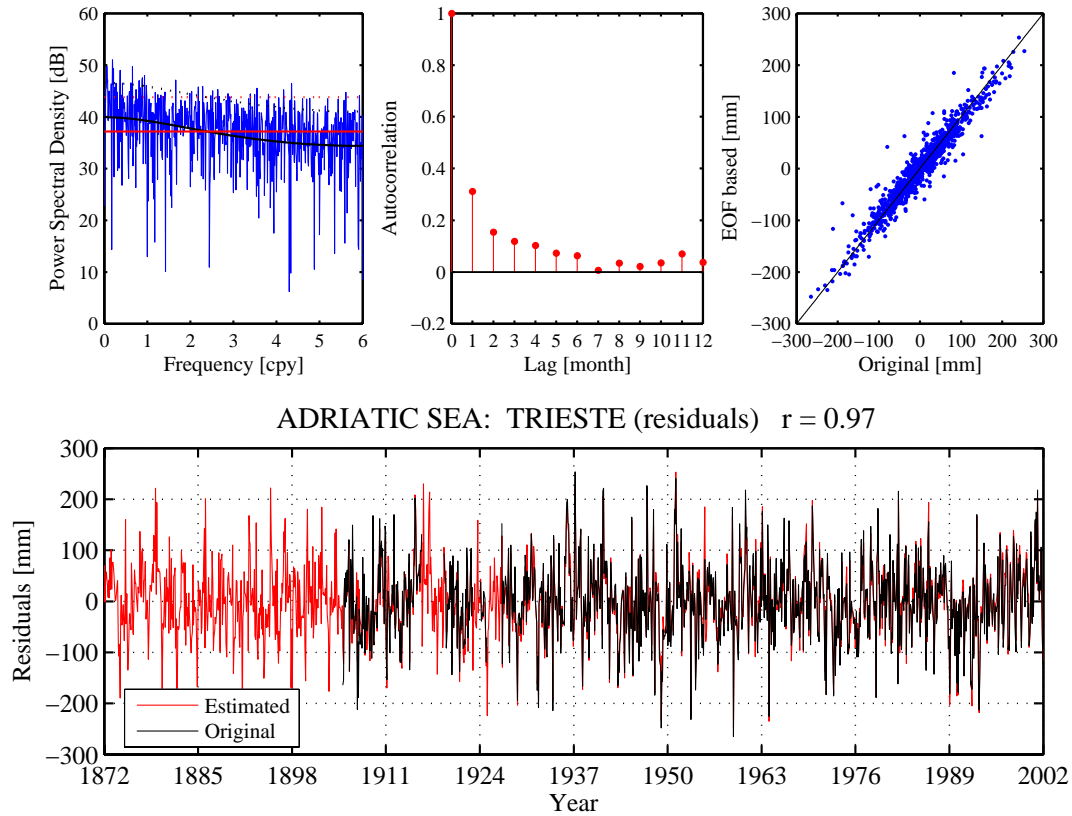 60
50
40
30
20
10
0
0 1 2 3 4 5 6
Frequency [cpy]
Power Spectral Density [dB]
1
0.8
0.6
0.4
0.2
0
−0.2
0 1 2 3 4 5 6 7 8 9 10 11 12
Lag [month]
Autocorrelation
300
200
100
0
−100
−200
−300
−300 −200 −100 0 100 200 300
Original [mm]
EOF based [mm]
ADRIATIC SEA: TRIESTE (residuals) r = 0.97
300
200
100
0
−100
−200
−300
Residuals [mm]
Estimated
Original
1872 1885 1898 1911 1924 1937 1950 1963 1976 1989 2002
Year